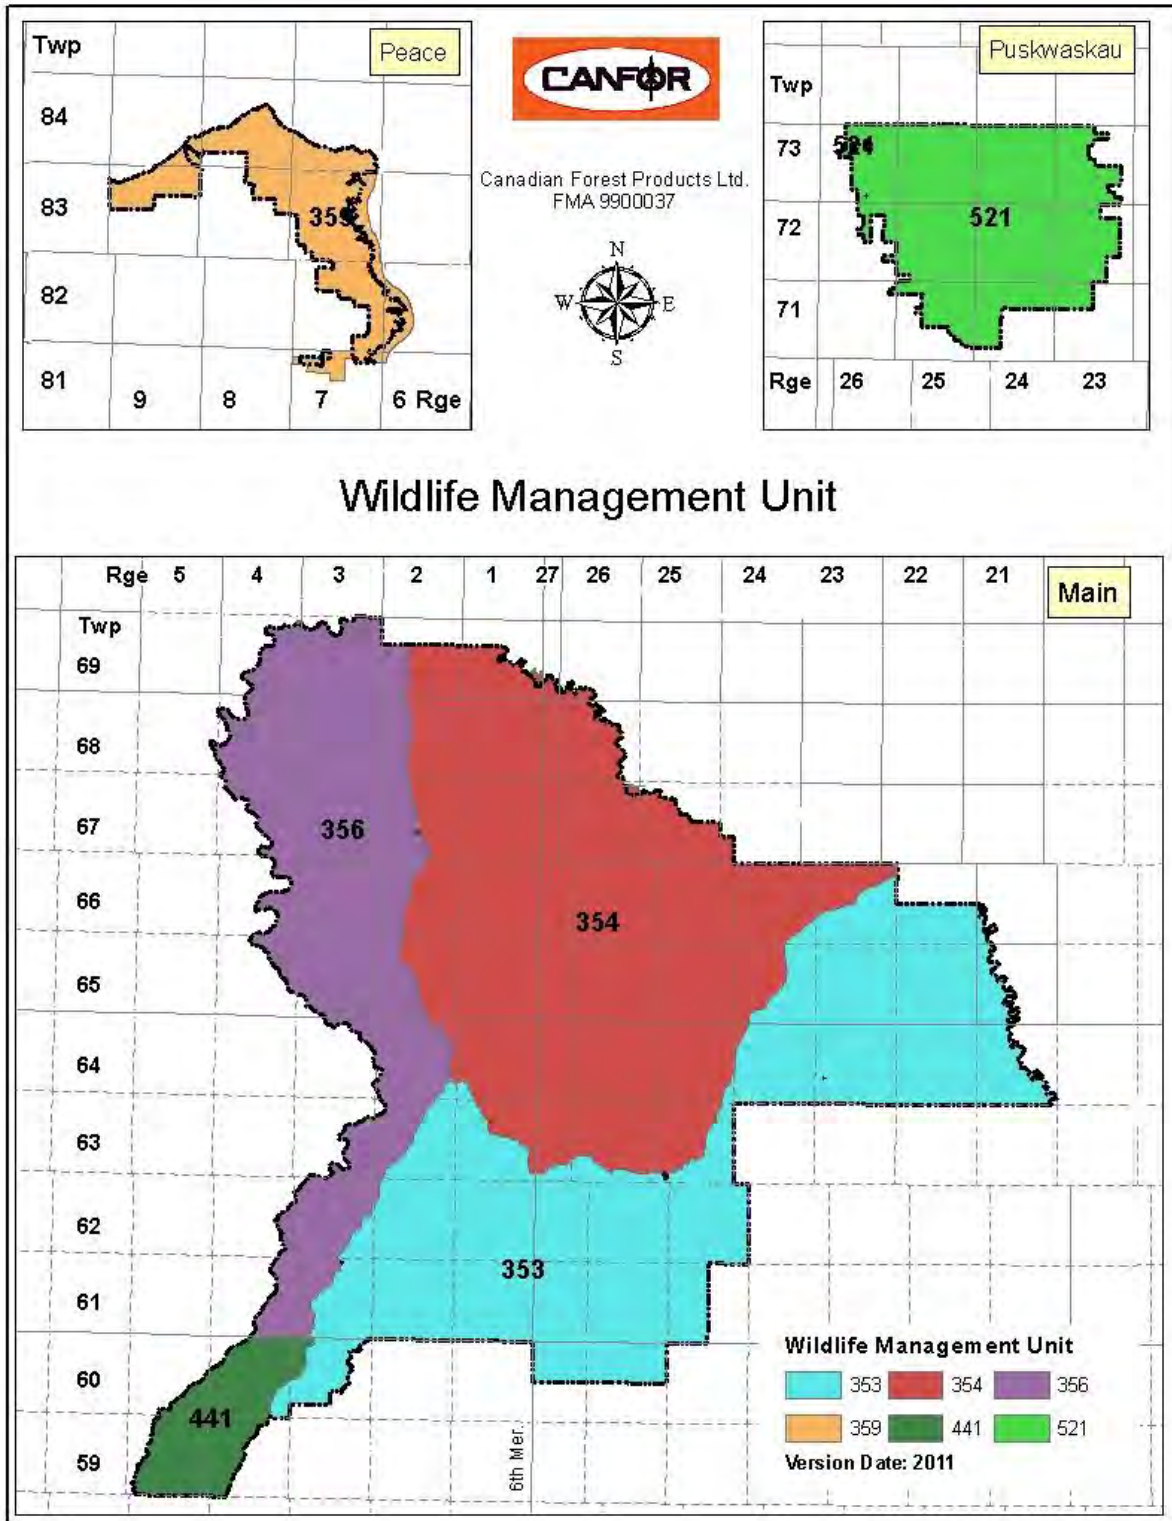 Twp
Peace
84
83
82
81
359
9 8 7 6 Rge
CANFOR
Canadian Forest Products Ltd.
FMA 9900037
N
W E
S
Puskwaskau
Twp
73
72
71
521
Rge 26 25 24 23
Wildlife Management Unit
Rge 5 4 3 2 1 27 26 25 24 23 22 21
Main
Twp
69
68
67
66
65
64
63
62
61
60
59
356
354
353
441
6th Mer.
Wildlife Management Unit
353 354 356
359 441 521
Version Date: 2011